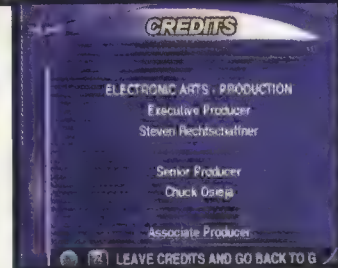 CREDITS
ELECTRONIC ARTS - PRODUCTION
Executive Producer
Steven Rechtschaffner
Senior Producer
Chuck Osieja
Associate Producer
LEAVE CREDITS AND GO BACK TO G